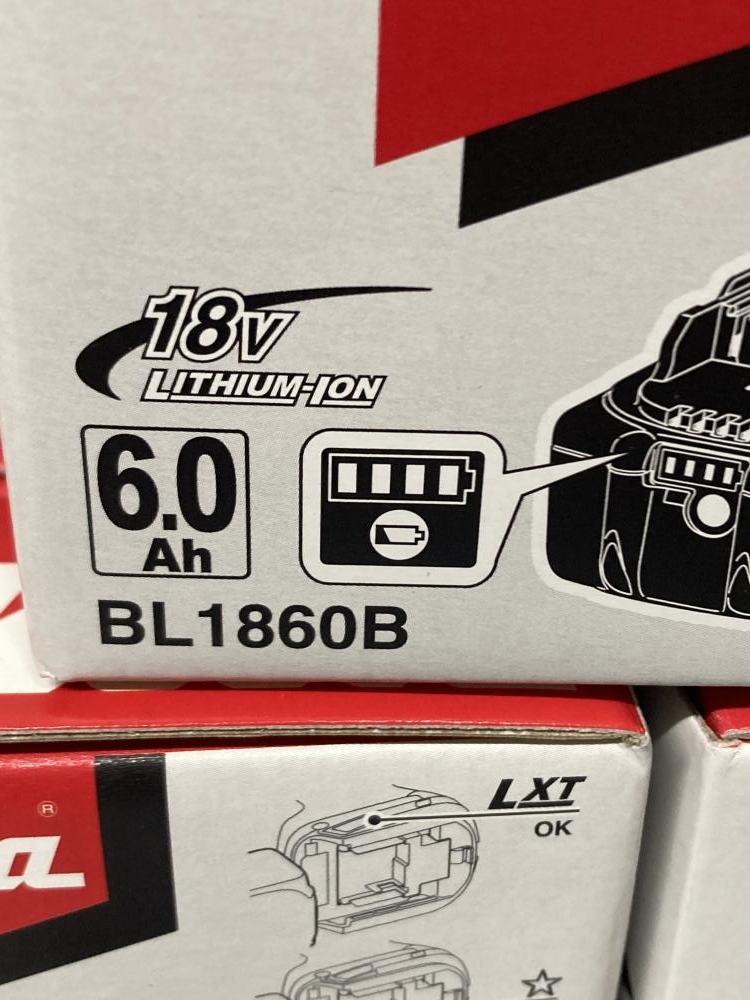 18V
LITHIUM-ION
6.0
Ah
BL1860B
®
a
LXT
OK